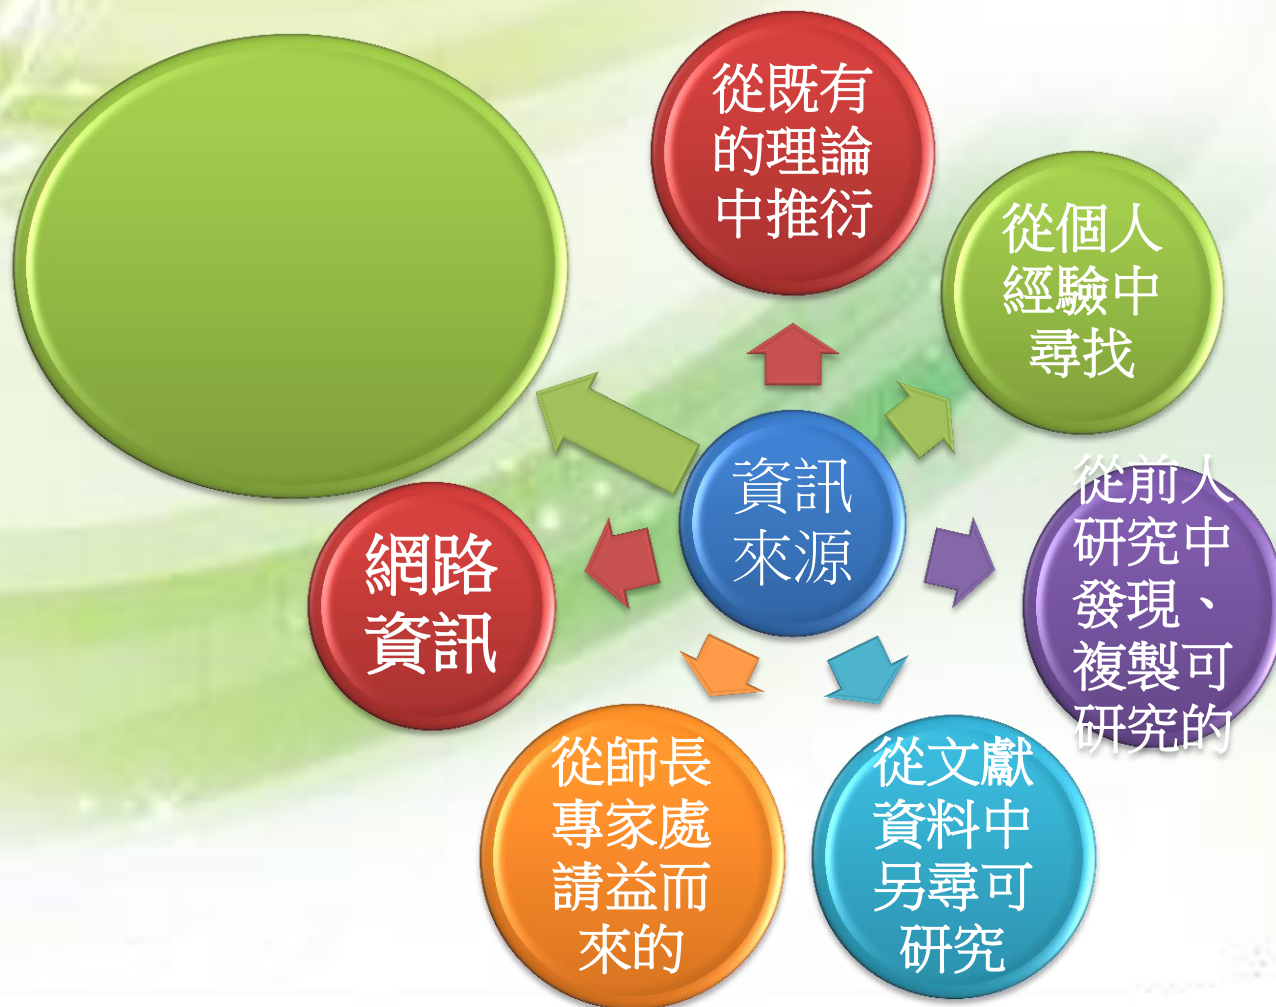 從既有
的理論
中推衍
從個人
經驗中
尋找
從前人
研究中
發現、
複製可
研究的
資訊
來源
網路
資訊
從師長
專家處
請益而
來的
從文獻
資料中
另尋可
研究